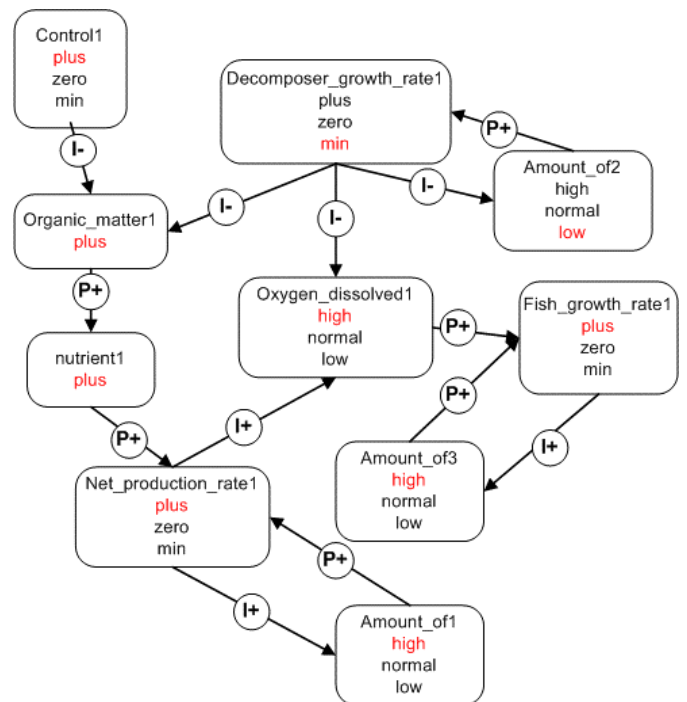 Control1
plus
zero
min
I-
Decomposer_growth_rate1
plus
zero
min
P+
Amount_of2
high
normal
low
I-
I-
I-
Organic_matter1
plus
P+
Oxygen_dissolved1
high
normal
low
P+
Fish_growth_rate1
plus
zero
min
nutrient1
plus
P+
I+
P+
I+
Amount_of3
high
normal
low
Net_production_rate1
plus
zero
min
P+
I+
Amount_of1
high
normal
low